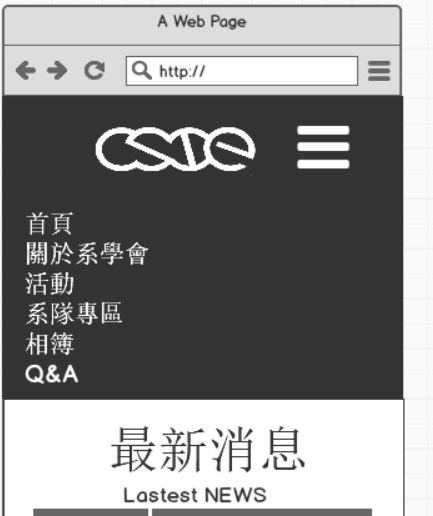 A Web Page
http://
CSIE
首頁
關於系學會
活動
系隊專區
相簿
Q&A
最新消息
Lastest NEWS